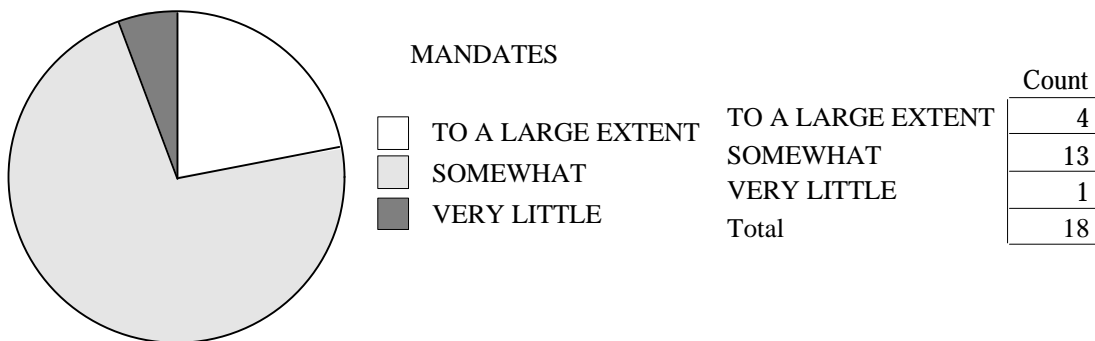 MANDATES
TO A LARGE EXTENT
SOMEWHAT
VERY LITTLE
Count
TO A LARGE EXTENT 4
SOMEWHAT 13
VERY LITTLE 1
Total 18